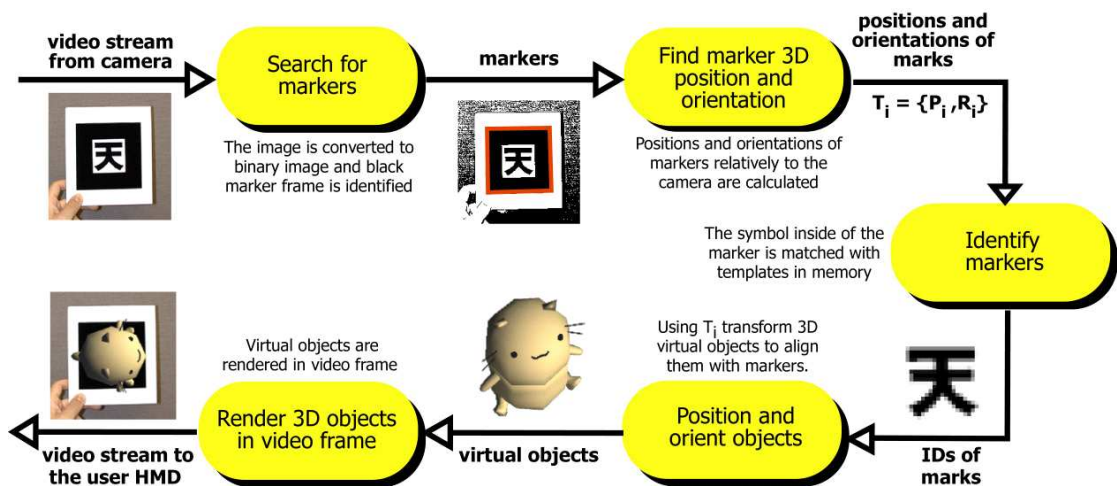 video stream
from camera
天
Search for
markers
The image is converted to
binary image and black
marker frame is identified
markers
天
Find marker 3D
position and
orientation
Positions and orientations of
markers relatively to the
camera are calculated
positions and
orientations of
marks
Ti = {Pi ,Ri}
The symbol inside of the
marker is matched with
templates in memory
Identify
markers
天
IDs of
marks
Using Ti transform 3D
virtual objects to align
them with markers.
Position and
orient objects
virtual objects
Virtual objects are
rendered in video frame
Render 3D objects
in video frame
video stream to
the user HMD